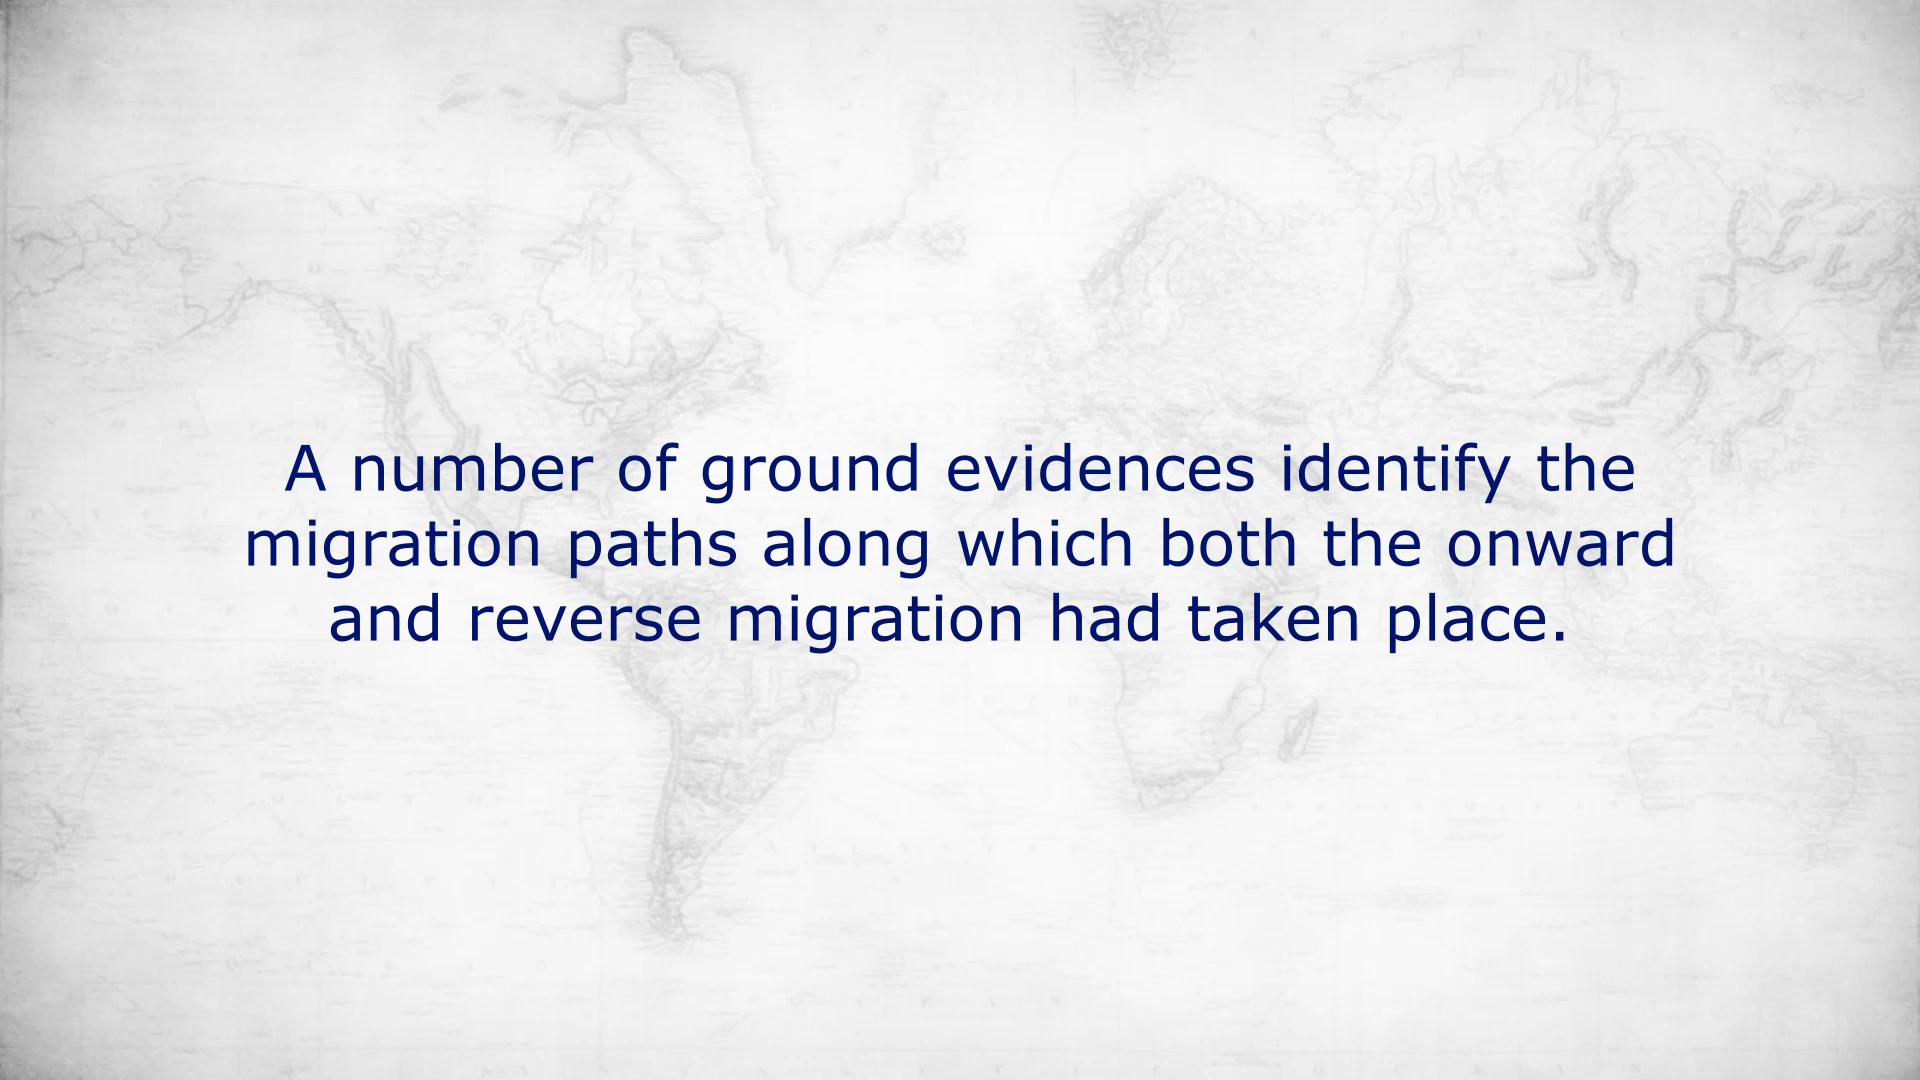 A number of ground evidences identify the
migration paths along which both the onward
and reverse migration had taken place.